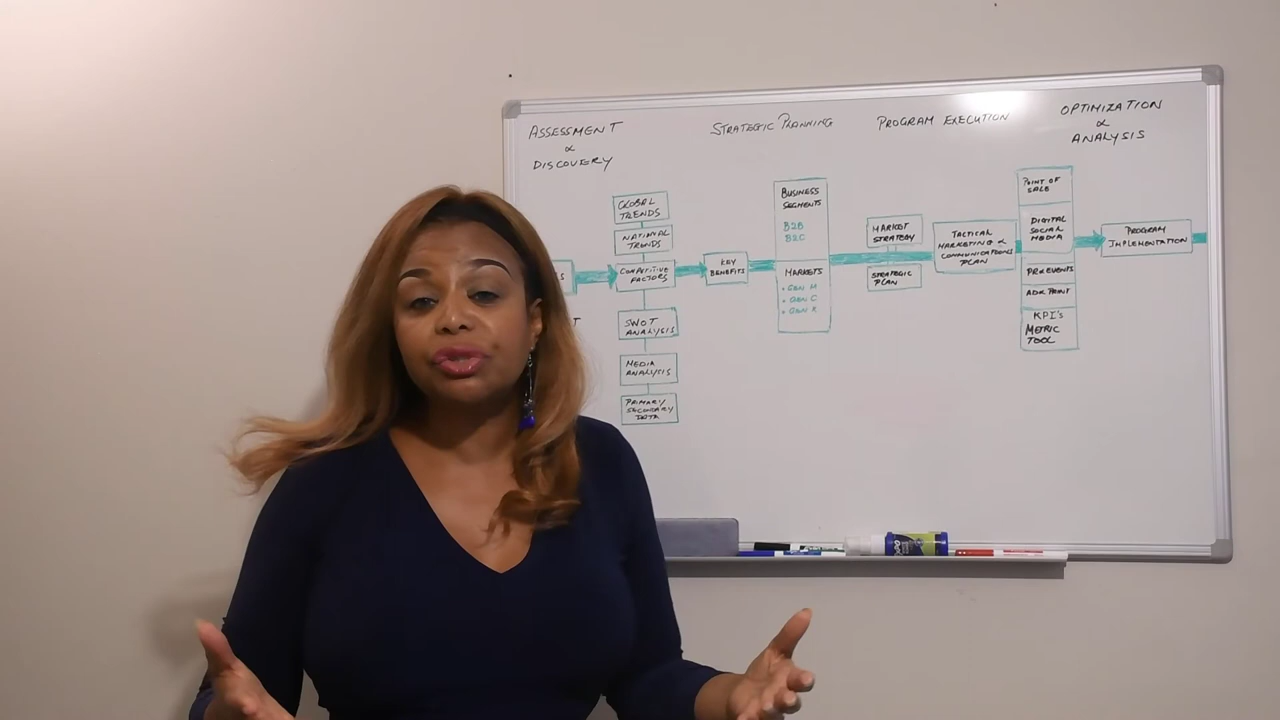 ASSESSMENT
&
DISCOVERY
STRATEGIC PLANNING
PROGRAM EXECUTION
OPTIMIZATION
&
ANALYSIS
GLOBAL
TRENDS
NATIONAL
TRENDS
COMPETITIVE
FACTORS
SWOT
ANALYSIS
MEDIA
ANALYSIS
PRIMARY
SECONDARY
DATA
KEY
BENEFITS
BUSINESS
SEGMENTS
B2B
B2C
MARKETS
• GEN M
• GEN C
• GEN X
MARKET
STRATEGY
STRATEGIC
PLAN
TACTICAL
MARKETING &
COMMUNICATIONS
PLAN
POINT OF
SALE
DIGITAL
SOCIAL
MEDIA
PR & EVENTS
ADV. PRINT
KPI's
METRIC
TOOL
PROGRAM
IMPLEMENTATION